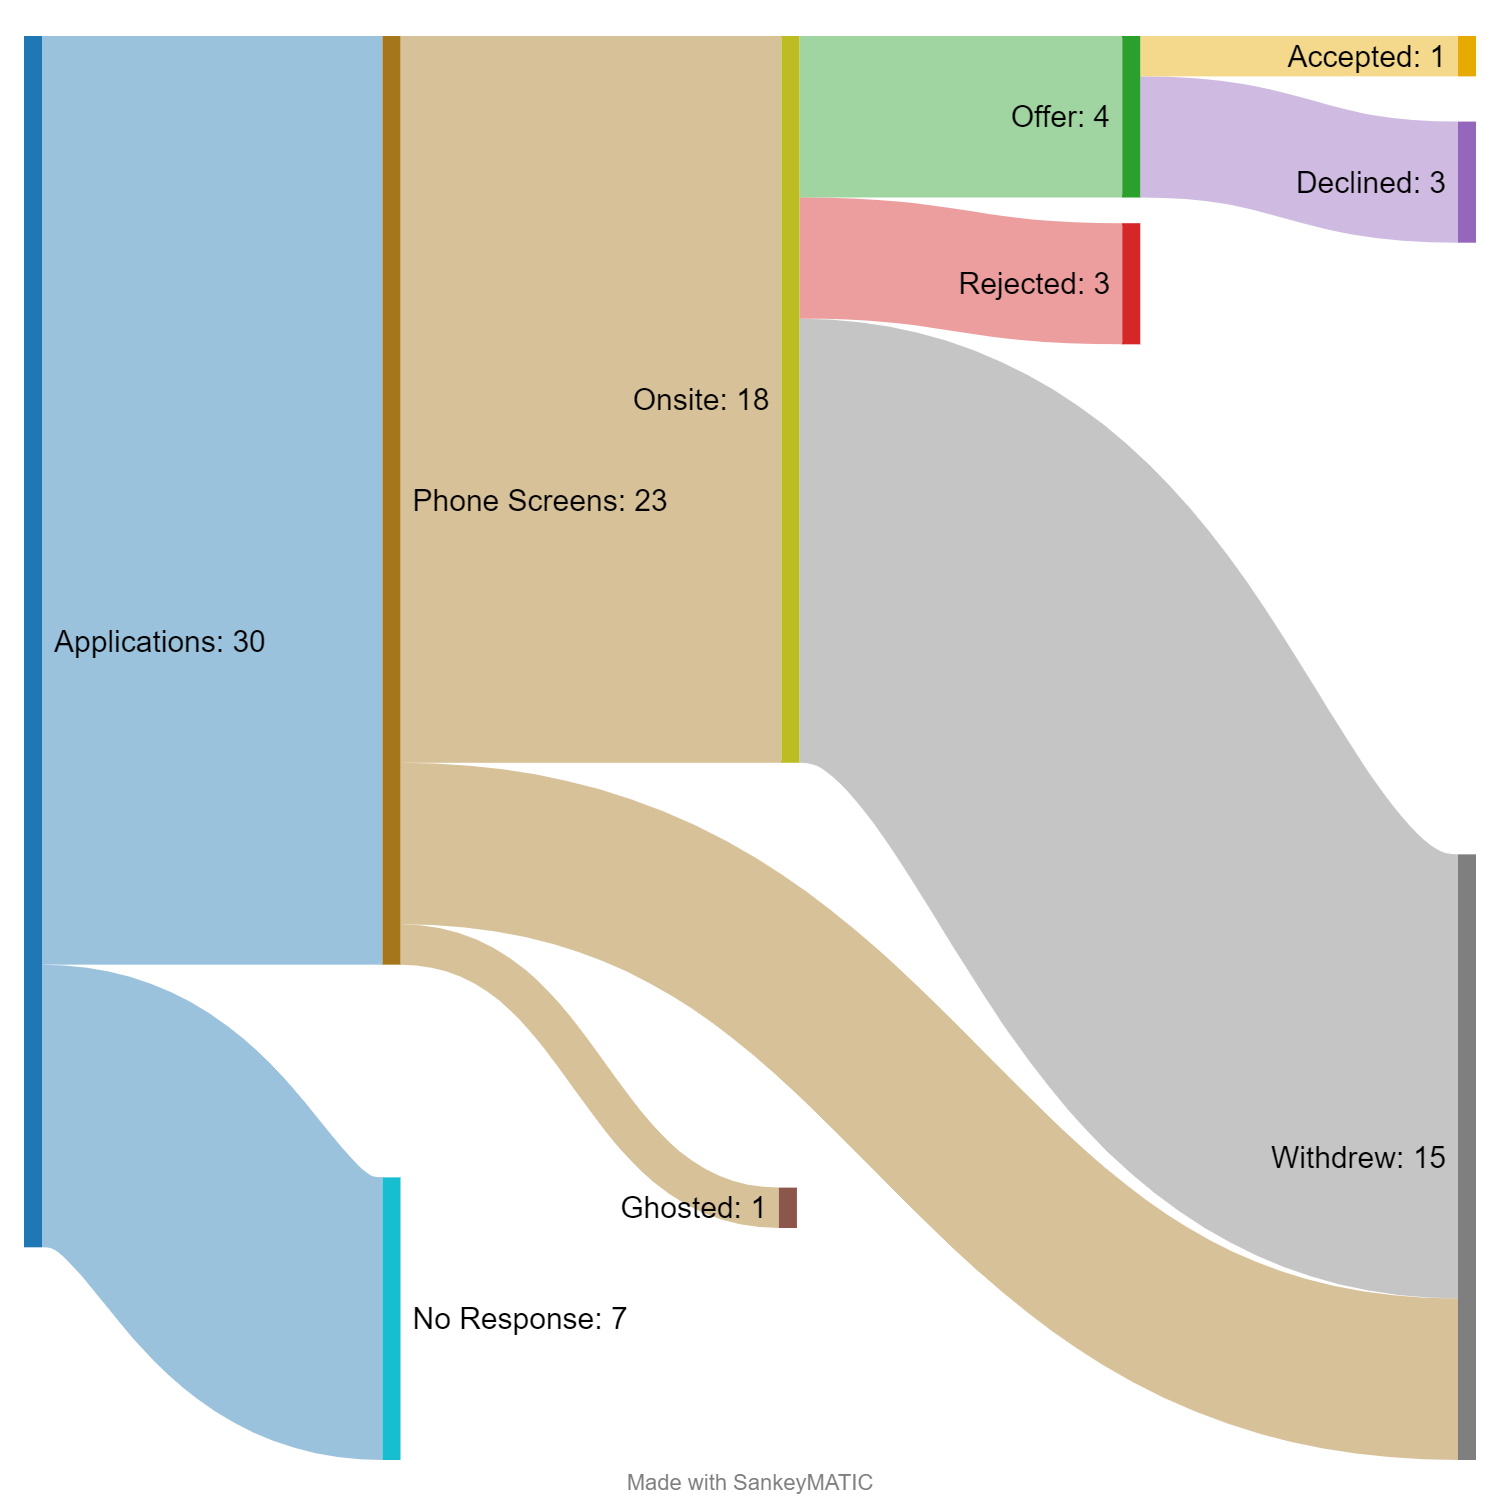 Accepted: 1
Offer: 4
Declined: 3
Rejected: 3
Onsite: 18
Phone Screens: 23
Applications: 30
Withdrew: 15
Ghosted: 1
No Response: 7
Made with SankeyMATIC